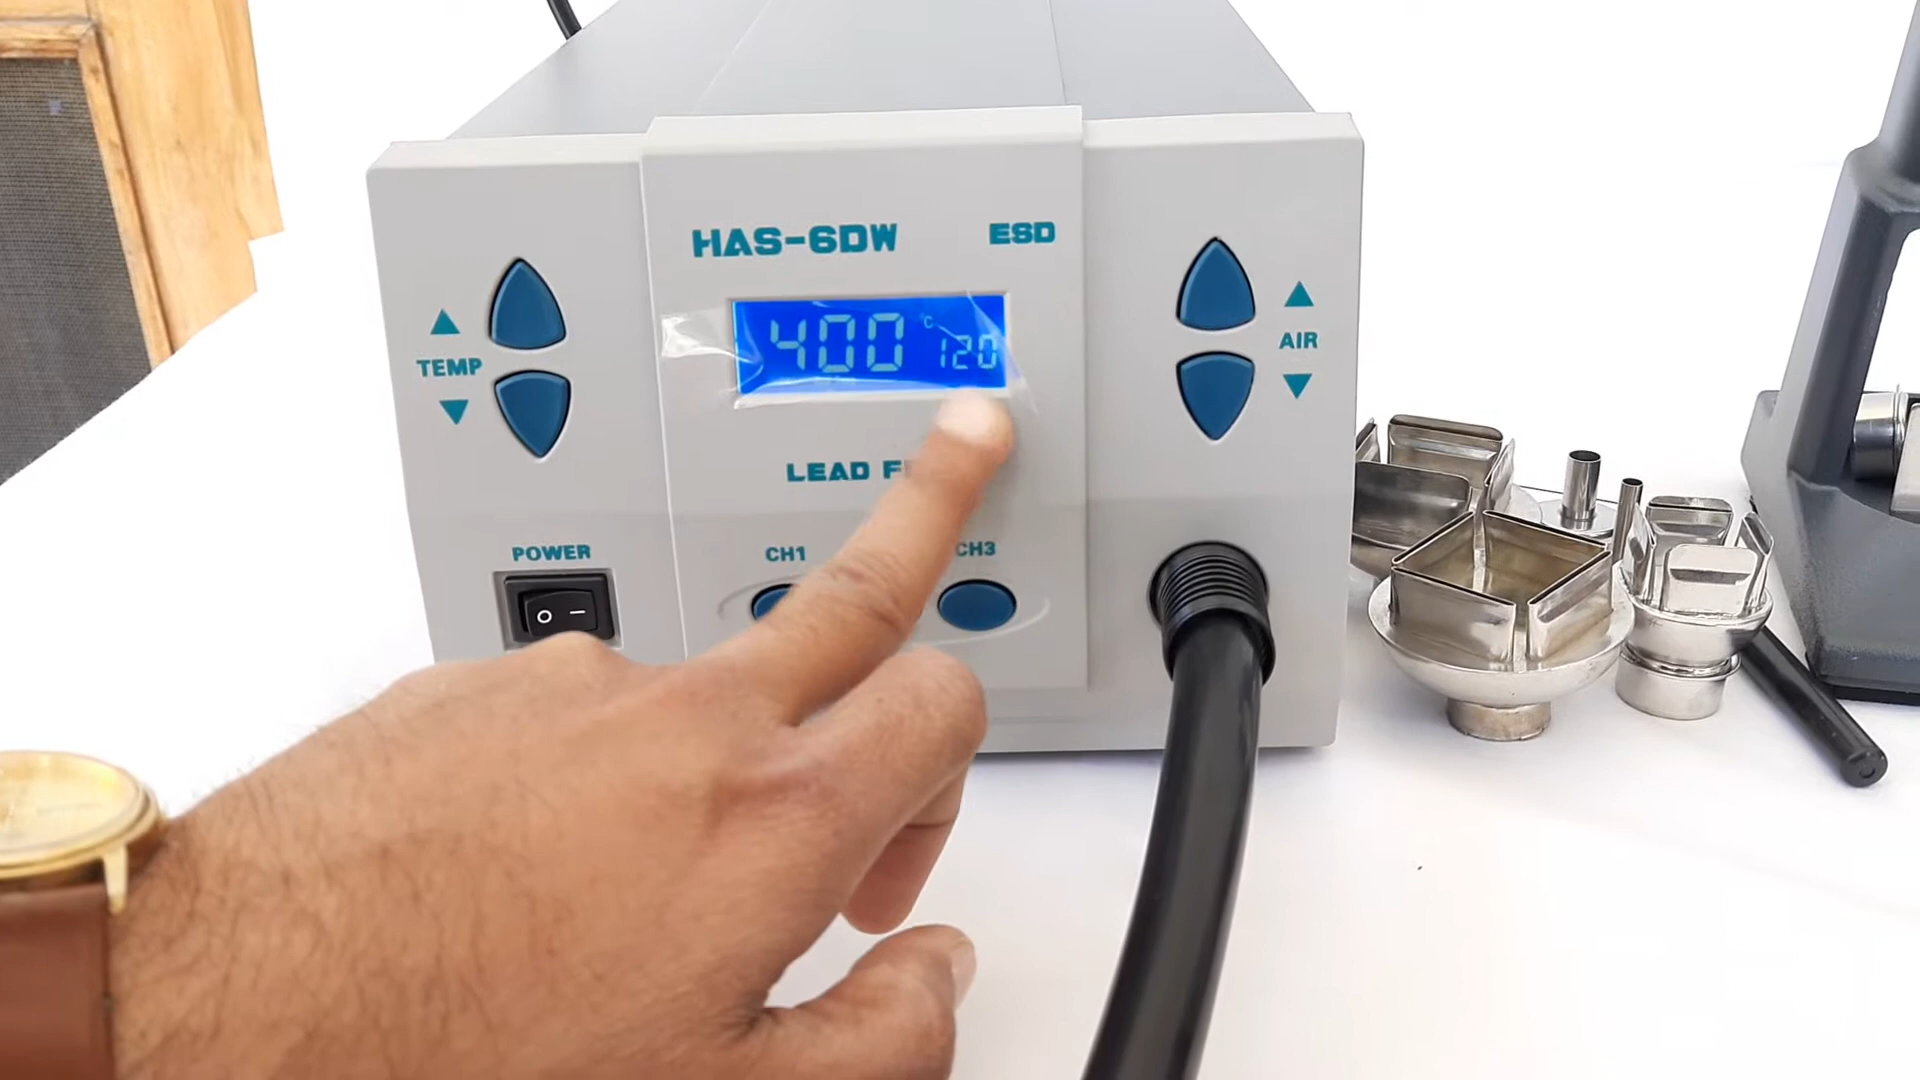 HAS-6DW
ESD
400 °C 120
TEMP
AIR
LEAD
POWER
CH1
CH3